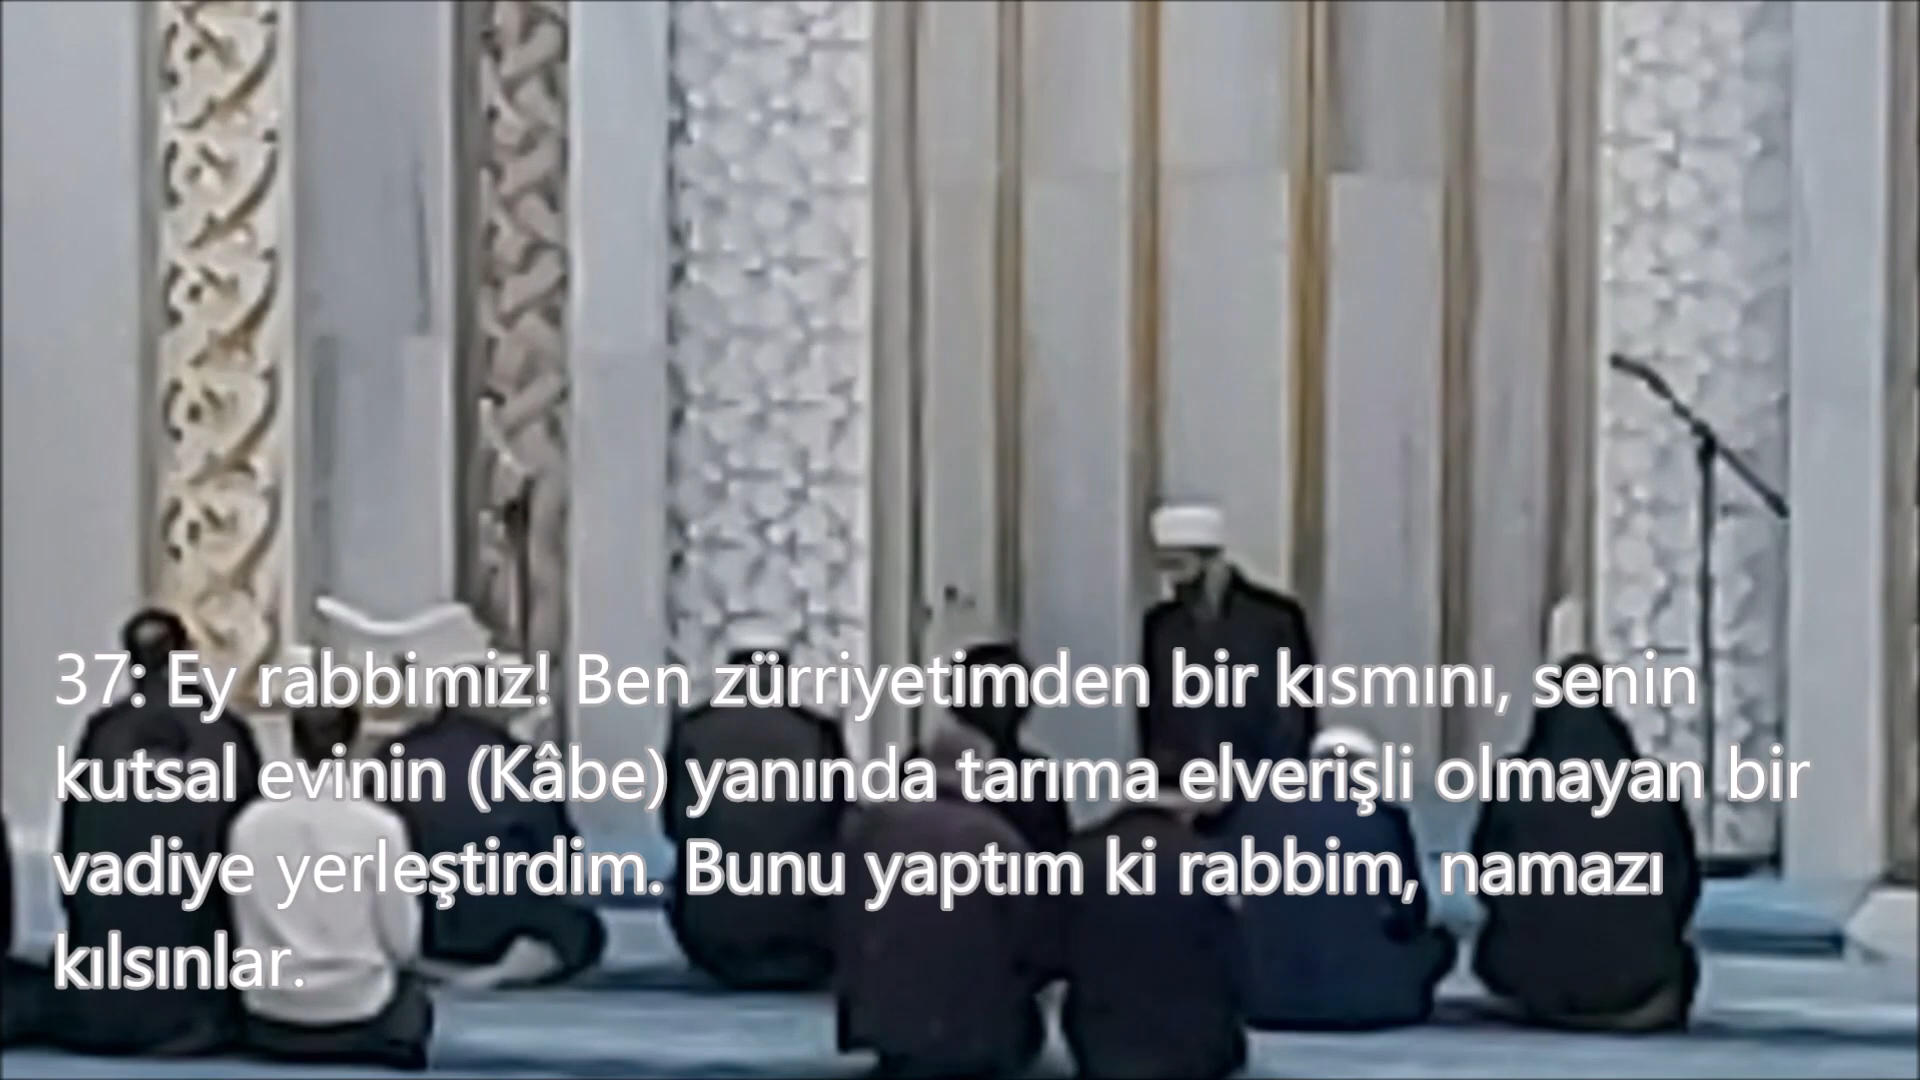 37: Ey rabbimiz! Ben zürriyetimden bir kısmını, senin
kutsal evinin (Kâbe) yanında tarıma elverişli olmayan bir
vadiye yerleştirdim. Bunu yaptım ki rabbim, namazı
kılsınlar.